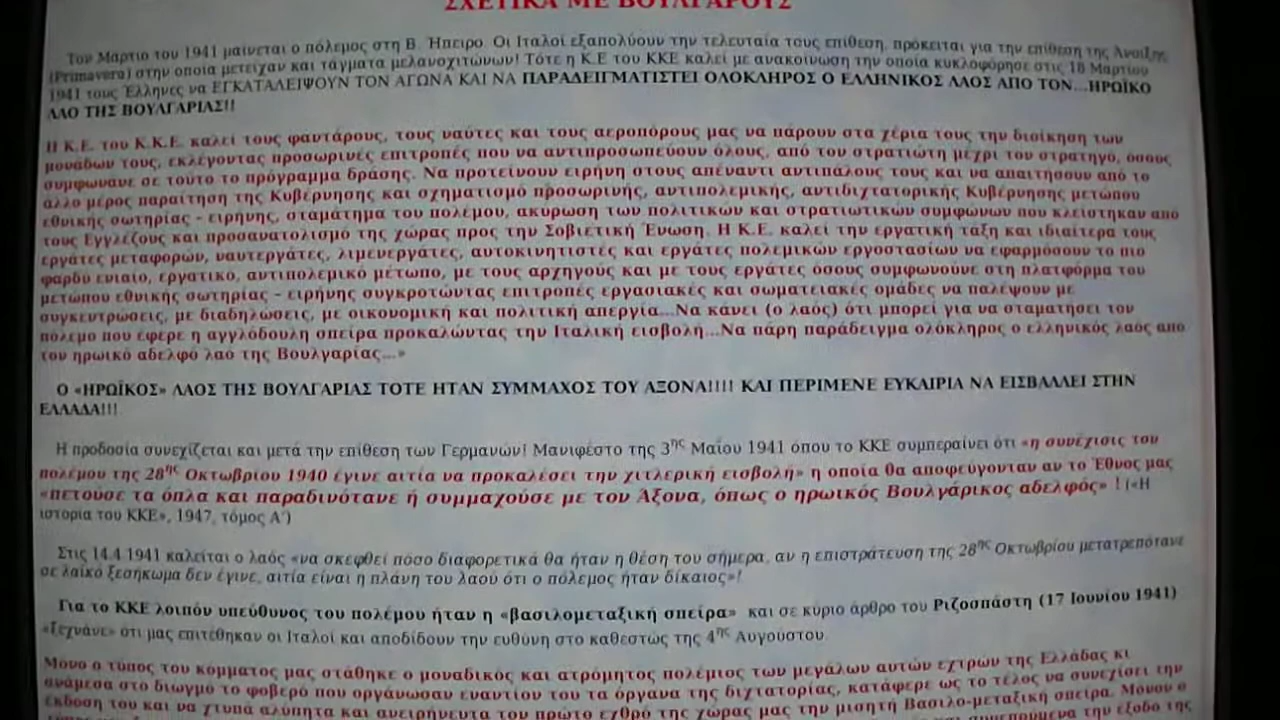 ΣΧΕΤΙΚΑ ΜΕ ΒΟΥΛΓΑΡΟΥΣ
Τον Μάρτιο του 1941 μαίνεται ο πόλεμος στη Β. Ήπειρο. Οι Ιταλοί εξαπολύουν την τελευταία τους επίθεση, πρόκειται για την επίθεση της Άνοιξης
(Primavera) στην οποία μετείχαν και τάγματα μελανοχιτώνων! Τότε η Κ.Ε του ΚΚΕ καλεί με ανακοίνωση την οποία κυκλοφόρησε στις 18 Μαρτίου
1941 τους Έλληνες να ΕΓΚΑΤΑΛΕΙΨΟΥΝ ΤΟΝ ΑΓΩΝΑ ΚΑΙ ΝΑ ΠΑΡΑΔΕΙΓΜΑΤΙΣΤΕΙ ΟΛΟΚΛΗΡΟΣ Ο ΕΛΛΗΝΙΚΟΣ ΛΑΟΣ ΑΠΟ ΤΟΝ...ΗΡΩΪΚΟ
ΛΑΟ ΤΗΣ ΒΟΥΛΓΑΡΙΑΣ!!
Η Κ.Ε. του Κ.Κ.Ε. καλεί τους φαντάρους, τους ναύτες και τους αεροπόρους μας να πάρουν στα χέρια τους την διοίκηση των
μονάδων τους, εκλέγοντας προσωρινές επιτροπές που να αντιπροσωπεύουν όλους, από του στρατιώτη μέχρι τον στρατηγό, όσους
συμφωνάνε σε τούτο το πρόγραμμα δράσης. Να προτείνουν ειρήνη στους απέναντι αντιπάλους τους και να απαιτήσουν από το
άλλο μέρος παραίτηση της Κυβέρνησης και σχηματισμό προσωρινής, αντιπολεμικής, αντιδιχτατορικής Κυβέρνησης μετώπου
εθνικής σωτηρίας - ειρήνης, σταμάτημα του πολέμου, ακύρωση των πολιτικών και στρατιωτικών συμφώνων που κλείστηκαν από
τους Εγγλέζους και προσανατολισμό της χώρας προς την Σοβιετική Ένωση. Η Κ.Ε. καλεί την εργατική τάξη και ιδιαίτερα τους
εργάτες μεταφορών, ναυτεργάτες, λιμενεργάτες, αυτοκινητιστές και εργάτες πολεμικών εργοστασίων να εφαρμόσουν το πιο
φαρδύ ενιαίο, εργατικό, αντιπολεμικό μέτωπο, με τους αρχηγούς και με τους εργάτες όσους συμφωνούνε στη πλατφόρμα του
μετώπου εθνικής σωτηρίας - ειρήνης συγκροτώντας επιτροπές εργασιακές και σωματειακές ομάδες να παλέψουν με
συγκεντρώσεις, με διαδηλώσεις, με οικονομική και πολιτική απεργία...Να κάνει (ο λαός) ότι μπορεί για να σταματήσει τον
πόλεμο που έφερε η αγγλόδουλη σπείρα προκαλώντας την Ιταλική εισβολή...Να πάρη παράδειγμα ολόκληρος ο ελληνικός λαός από
τον ηρωικό αδελφό λαό της Βουλγαρίας...»
Ο «ΗΡΩΪΚΟΣ» ΛΑΟΣ ΤΗΣ ΒΟΥΛΓΑΡΙΑΣ ΤΟΤΕ ΗΤΑΝ ΣΥΜΜΑΧΟΣ ΤΟΥ ΑΞΟΝΑ!!!! ΚΑΙ ΠΕΡΙΜΕΝΕ ΕΥΚΑΙΡΙΑ ΝΑ ΕΙΣΒΑΛΛΕΙ ΣΤΗΝ
ΕΛΛΑΔΑ!!!
Η προδοσία συνεχίζεται και μετά την επίθεση των Γερμανών! Μανιφέστο της 3ης Μαίου 1941 όπου το ΚΚΕ συμπεραίνει ότι «η συνέχισις του
πολέμου της 28ης Οκτωβρίου 1940 έγινε αιτία να προκαλέσει την χιτλερική εισβολή» η οποία θα αποφεύγονταν αν το Έθνος μας
«πετούσε τα όπλα και παραδινότανε ή συμμαχούσε με τον Άξονα, όπως ο ηρωικός Βουλγάρικος αδελφός» ! («Η
ιστορία του ΚΚΕ», 1947, τόμος Α΄)
Στις 14.4.1941 καλείται ο λαός «να σκεφθεί πόσο διαφορετικά θα ήταν η θέση του σήμερα, αν η επιστράτευση της 28ης Οκτωβρίου μετατρεπότανε
σε λαϊκό ξεσήκωμα δεν έγινε, αιτία είναι η πλάνη του λαού ότι ο πόλεμος ήταν δίκαιος»!
Για το ΚΚΕ λοιπόν υπεύθυνος του πολέμου ήταν η «βασιλομεταξική σπείρα» και σε κύριο άρθρο του Ριζοσπάστη (17 Ιουνίου 1941)
«ξεχνάνε» ότι μας επιτέθηκαν οι Ιταλοί και αποδίδουν την ευθύνη στο καθεστώς της 4ης Αυγούστου.
Μόνο ο τύπος του κόμματος μας στάθηκε ο μοναδικός και ατρόμητος πολέμιος των μεγάλων αυτών εχτρών της Ελλάδας κι
ανάμεσα στο διωγμό το φοβερό που οργάνωσαν εναντίον του τα όργανα της διχτατορίας, κατάφερε ως το τέλος να συνεχίσει την
έκδοση του και να χτυπά αλύπητα και ανειρήνευτα τον πρώτο εχθρό της χώρας μας την μισητή Βασιλο-μεταξική σπείρα. Μόνον ο